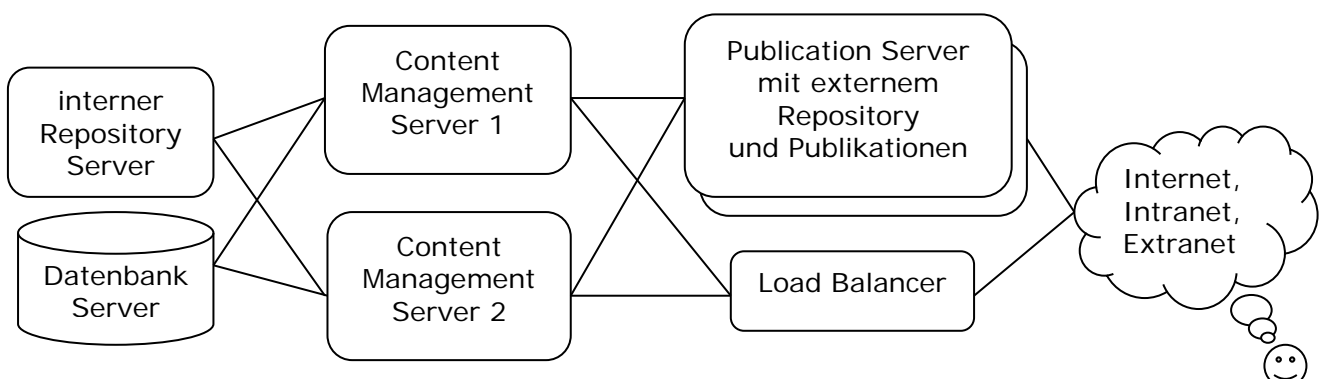 interner
Repository
Server
Datenbank
Server
Content
Management
Server 1
Content
Management
Server 2
Publication Server
mit externem
Repository
und Publikationen
Load Balancer
Internet,
Intranet,
Extranet